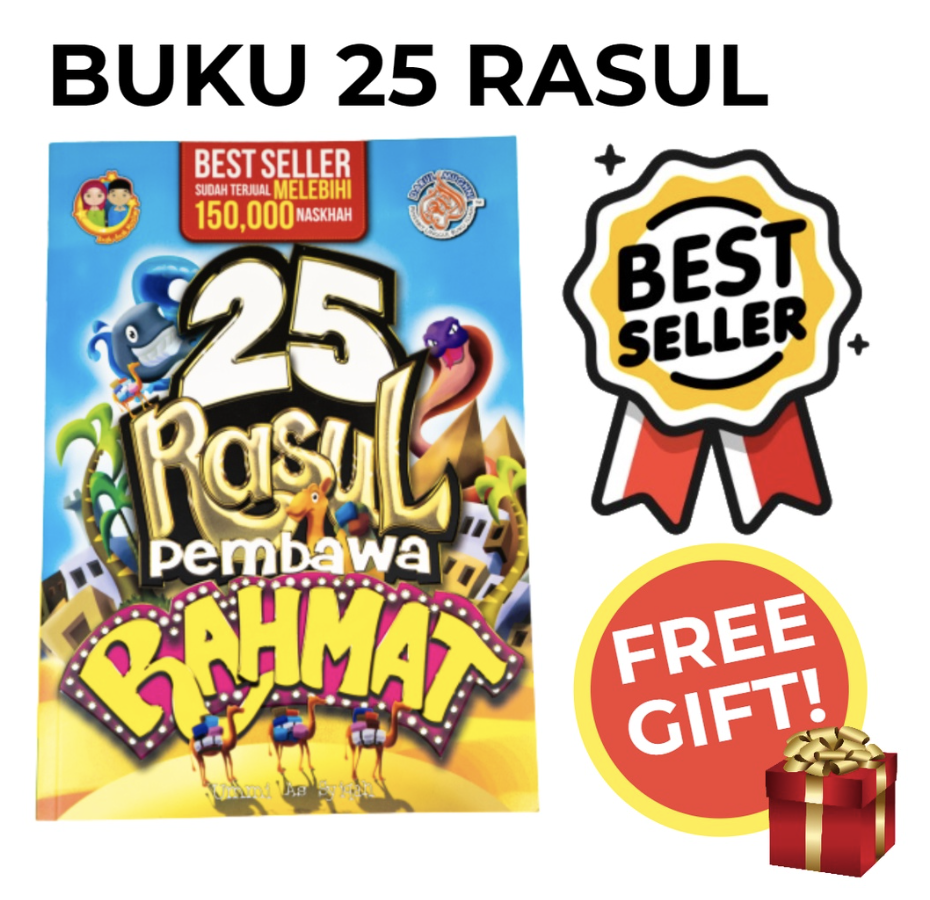 BUKU 25 RASUL
BEST SELLER
SUDAH TERJUAL MELEBIHI
150,000 NASKHAH
25
Rasul
pembawa
RAHMAT
BEST
SELLER
FREE
GIFT!